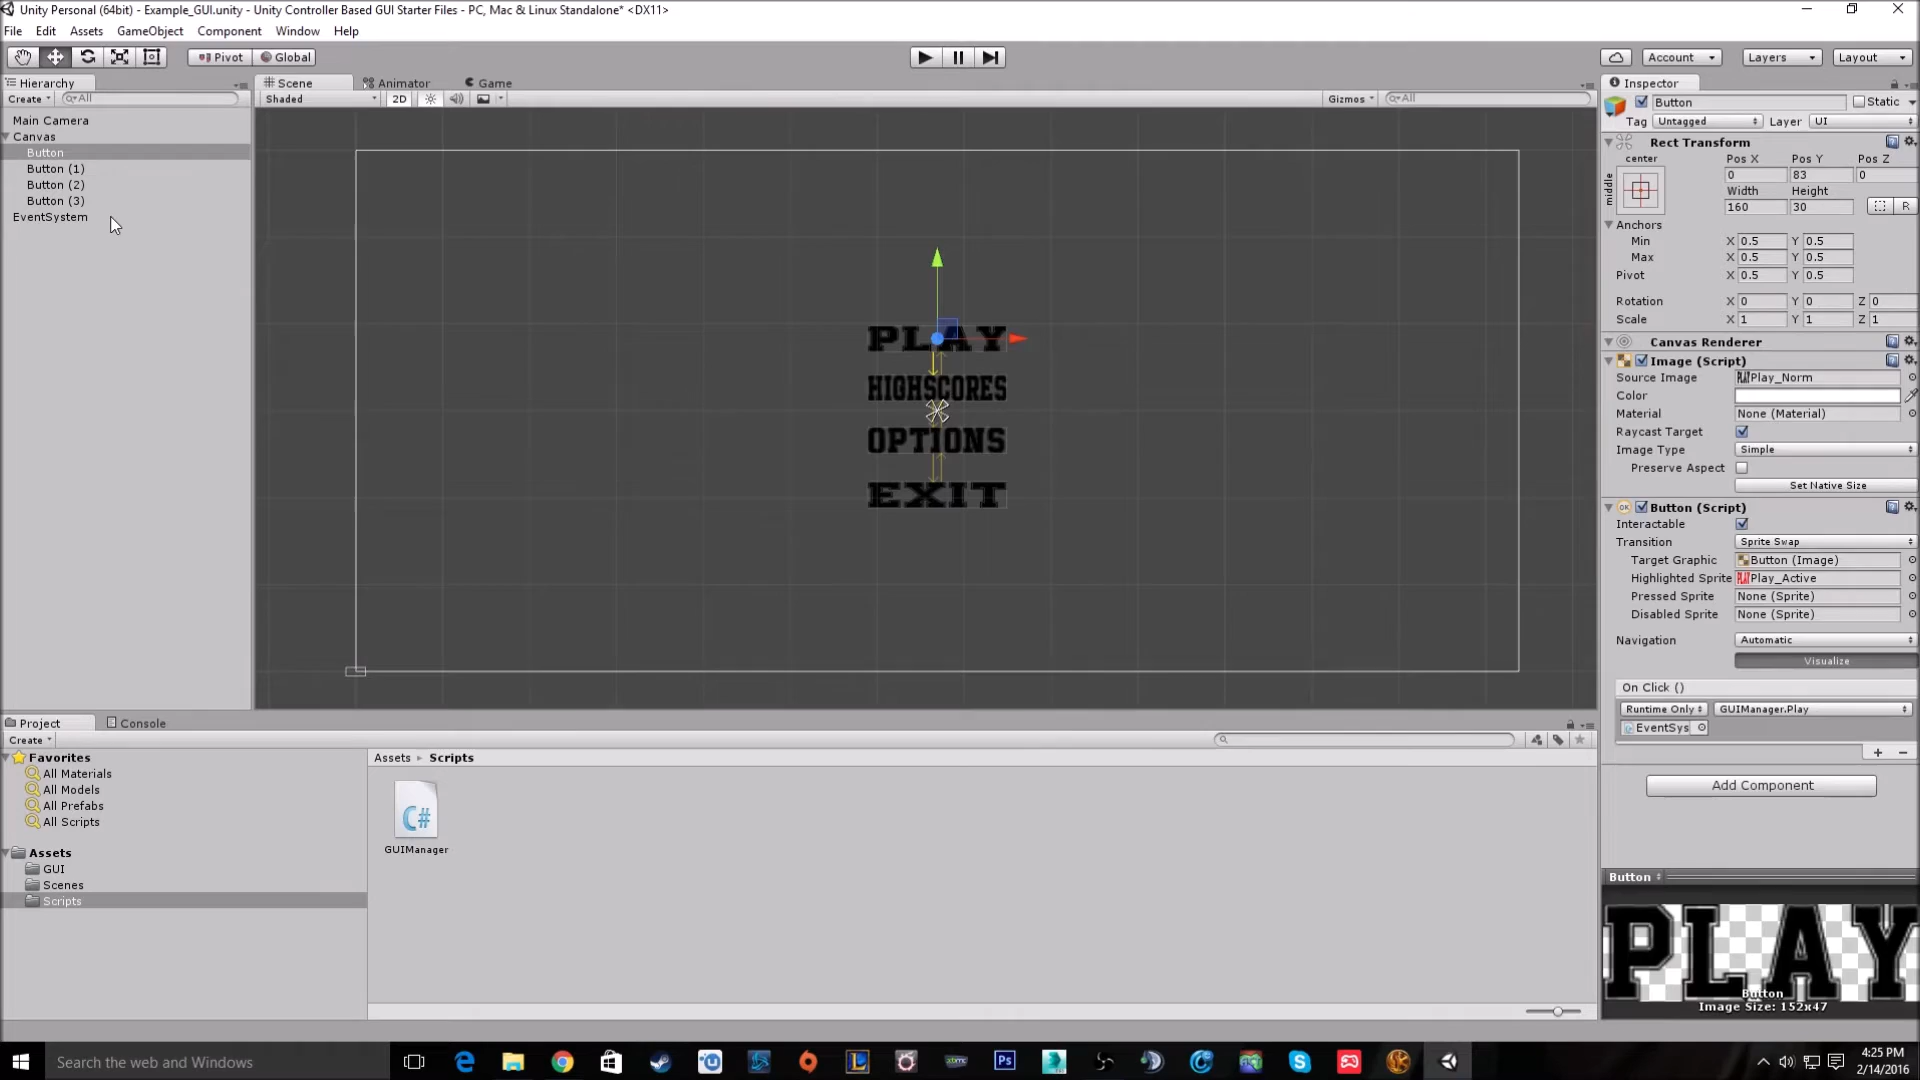 Unity Personal (64bit) - Example_GUI.unity - Unity Controller Based GUI Starter Files - PC, Mac & Linux Standalone* <DX11>
File Edit Assets GameObject Component Window Help
Pivot Global Account Layers Layout
Hierarchy Scene Animator Game Inspector
Create All Shaded 2D Gizmos All
Button Static
Tag Untagged Layer UI
Main Camera
Canvas
Button
Button (1)
Button (2)
Button (3)
EventSystem
PLAY
HIGHSCORES
OPTIONS
EXIT
Rect Transform
center
middle
Pos X Pos Y Pos Z
0 83 0
Width Height
160 30 R
Anchors
Min X 0.5 Y 0.5
Max X 0.5 Y 0.5
Pivot X 0.5 Y 0.5
Rotation X 0 Y 0 Z 0
Scale X 1 Y 1 Z 1
Canvas Renderer
Image (Script)
Source Image Play_Norm
Color
Material None (Material)
Raycast Target
Image Type Simple
Preserve Aspect
Set Native Size
Button (Script)
Interactable
Transition Sprite Swap
Target Graphic Button (Image)
Highlighted Sprite Play_Active
Pressed Sprite None (Sprite)
Disabled Sprite None (Sprite)
Navigation Automatic
Visualize
On Click ()
Runtime Only GUIManager.Play
EventSys
Add Component
Project Console
Create
Favorites
All Materials
All Models
All Prefabs
All Scripts
Assets
GUI
Scenes
Scripts
Assets Scripts
C#
GUIManager
Button
PLAY
Button
Image Size: 152x47
Search the web and Windows
Ps
4:25 PM
2/14/2016